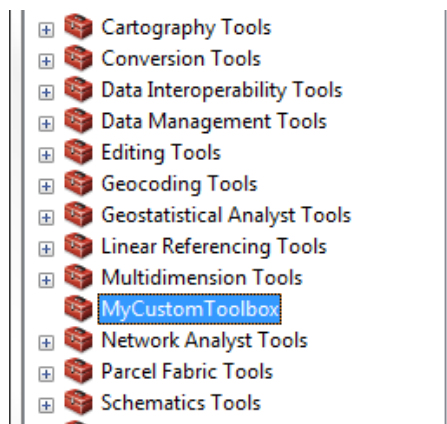 Cartography Tools
Conversion Tools
Data Interoperability Tools
Data Management Tools
Editing Tools
Geocoding Tools
Geostatistical Analyst Tools
Linear Referencing Tools
Multidimension Tools
MyCustomToolbox
Network Analyst Tools
Parcel Fabric Tools
Schematics Tools